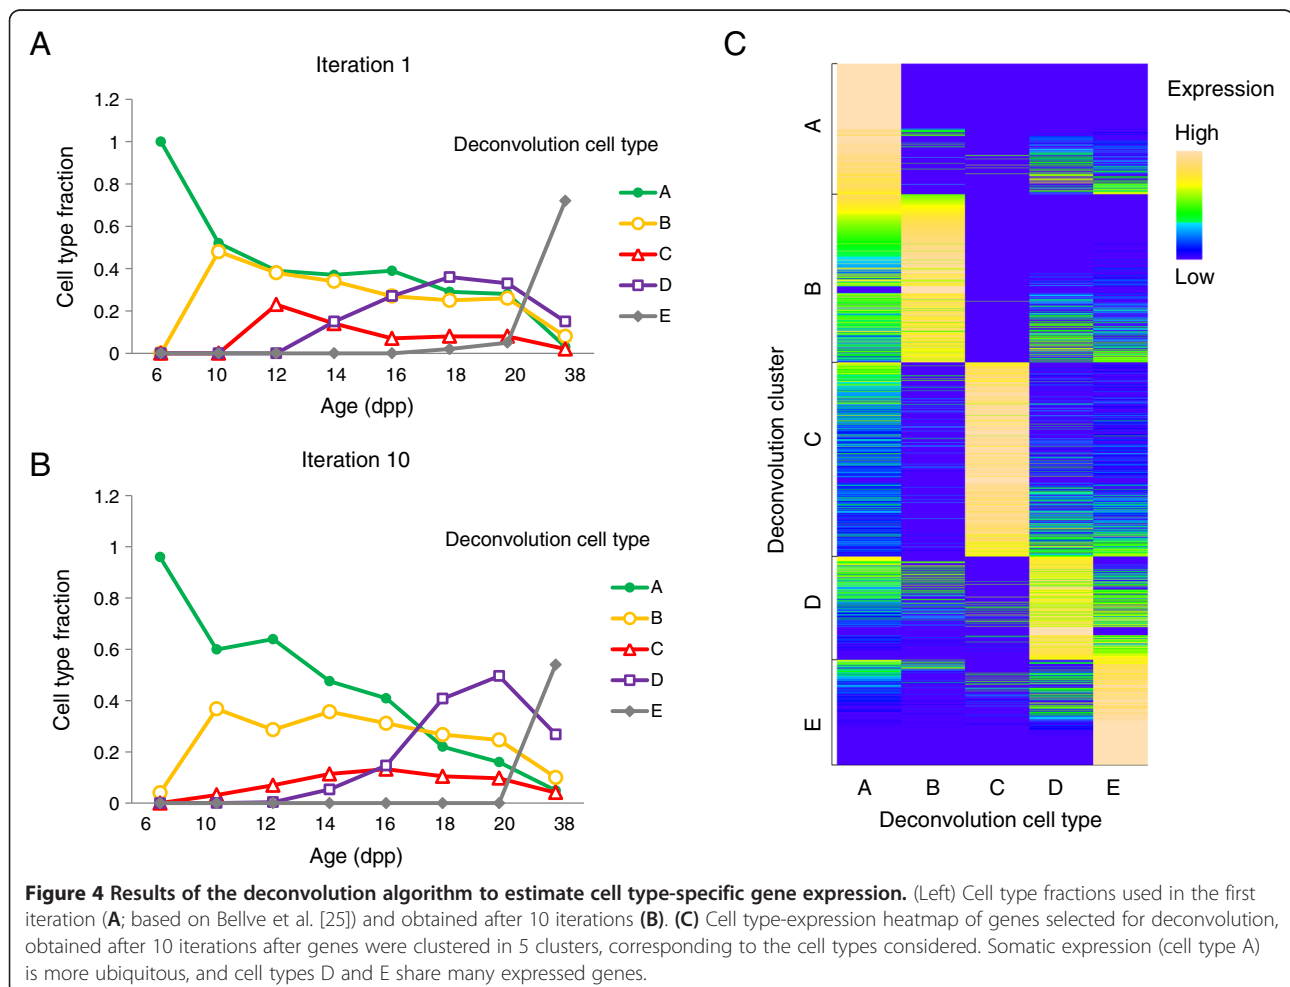 A
Iteration 1
1.2
1
0.8
0.6
0.4
0.2
0
Cell type fraction
6 10 12 14 16 18 20 38
Age (dpp)
Deconvolution cell type
A
B
C
D
E
B
Iteration 10
1.2
1
0.8
0.6
0.4
0.2
0
Cell type fraction
6 10 12 14 16 18 20 38
Age (dpp)
Deconvolution cell type
A
B
C
D
E
C
Deconvolution cluster
A
B
C
D
E
A B C D E
Deconvolution cell type
Expression
High
Low
Figure 4 Results of the deconvolution algorithm to estimate cell type-specific gene expression. (Left) Cell type fractions used in the first
iteration (A; based on Bellve et al. [25]) and obtained after 10 iterations (B). (C) Cell type-expression heatmap of genes selected for deconvolution,
obtained after 10 iterations after genes were clustered in 5 clusters, corresponding to the cell types considered. Somatic expression (cell type A)
is more ubiquitous, and cell types D and E share many expressed genes.